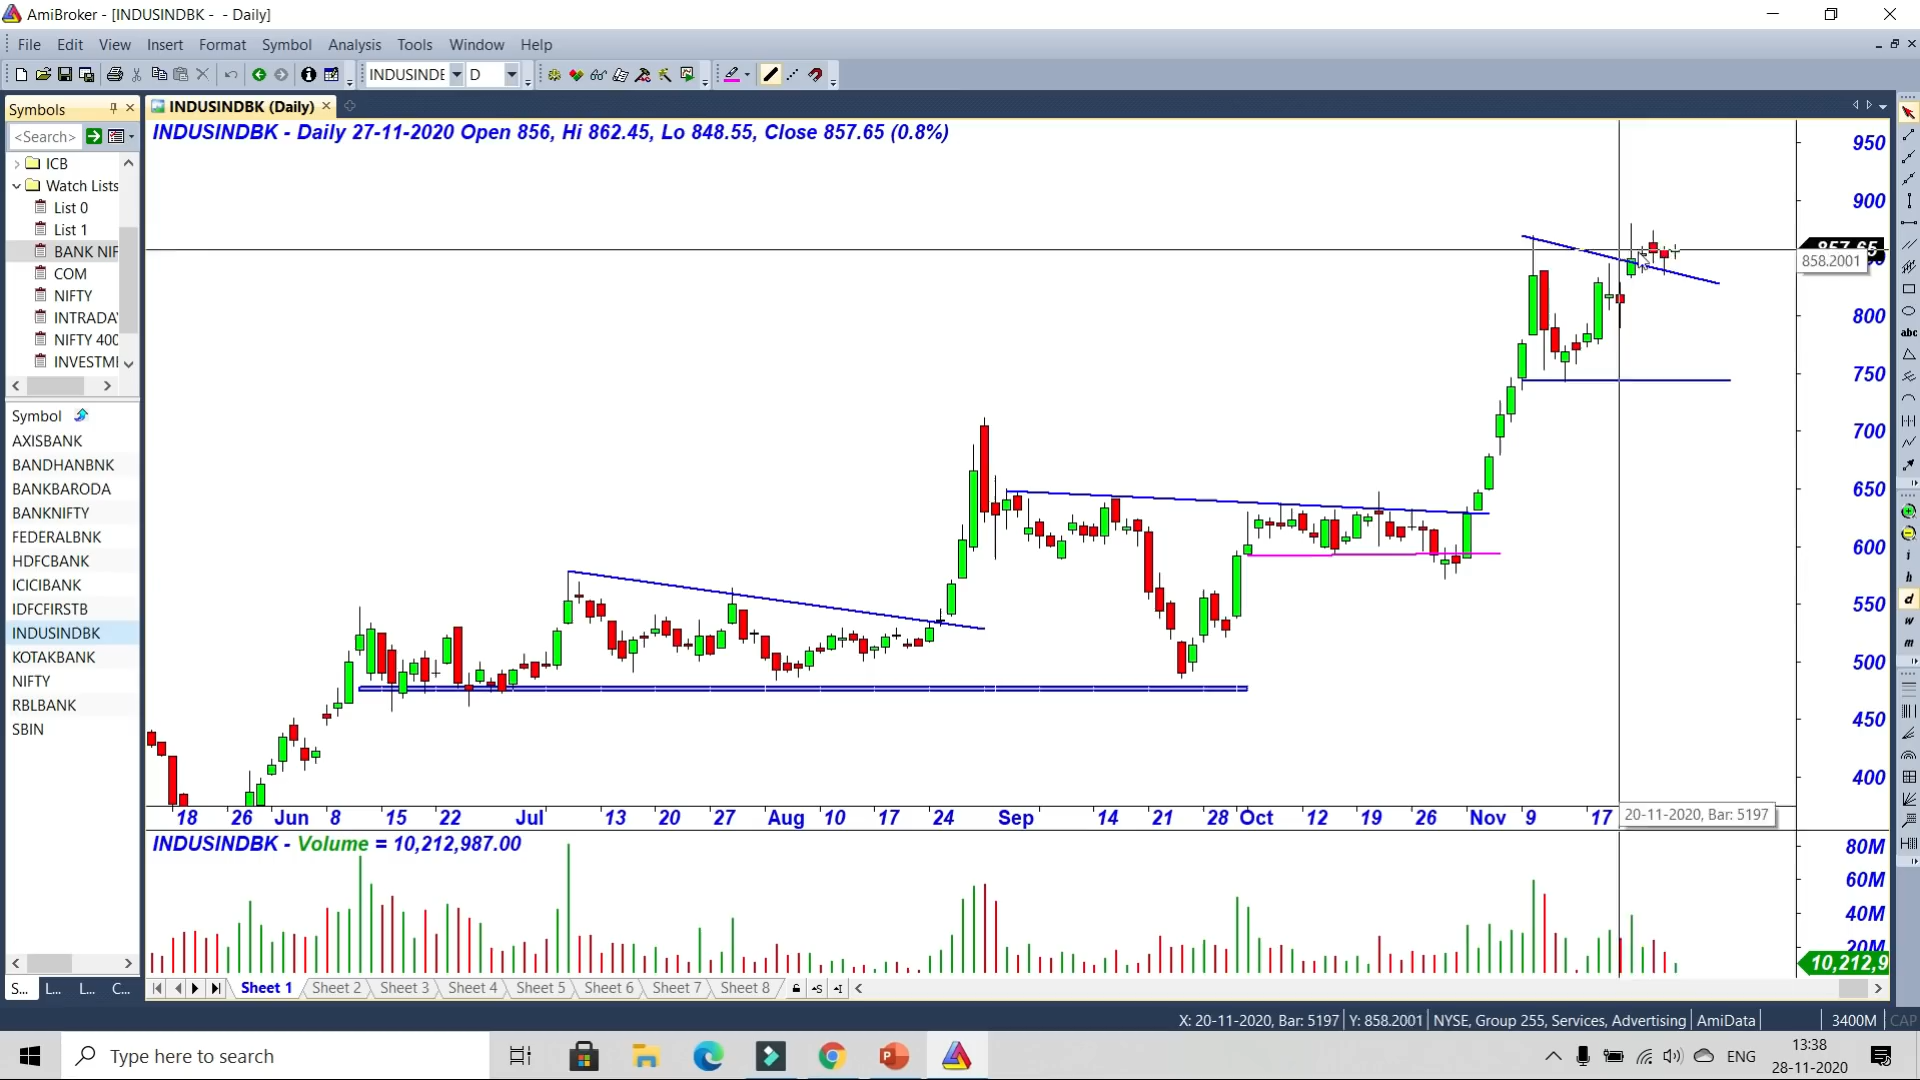 AmiBroker - [INDUSINDBK - - Daily]
File Edit View Insert Format Symbol Analysis Tools Window Help
INDUSINDE D
Symbols
INDUSINDBK (Daily)
<Search>
INDUSINDBK - Daily 27-11-2020 Open 856, Hi 862.45, Lo 848.55, Close 857.65 (0.8%)
ICB
Watch Lists
List 0
List 1
BANK NIF
COM
NIFTY
INTRADA
NIFTY 400
INVESTM
Symbol
AXISBANK
BANDHANBNK
BANKBARODA
BANKNIFTY
FEDERALBNK
HDFCBANK
ICICIBANK
IDFCFIRSTB
INDUSINDBK
KOTAKBANK
NIFTY
RBLBANK
SBIN
950
900
857.65
858.2001
800
750
700
650
600
550
500
450
400
18 26 Jun 8 15 22 Jul 13 20 27 Aug 10 17 24 Sep 14 21 28 Oct 12 19 26 Nov 9 17
20-11-2020, Bar: 5197
INDUSINDBK - Volume = 10,212,987.00
80M
60M
40M
20M
10,212,9
abc
i
h
d
w
m
S... L... L... C...
Sheet 1 Sheet 2 Sheet 3 Sheet 4 Sheet 5 Sheet 6 Sheet 7 Sheet 8
X: 20-11-2020, Bar: 5197 Y: 858.2001 NYSE, Group 255, Services, Advertising AmiData 3400M CAP
Type here to search
ENG
13:38
28-11-2020